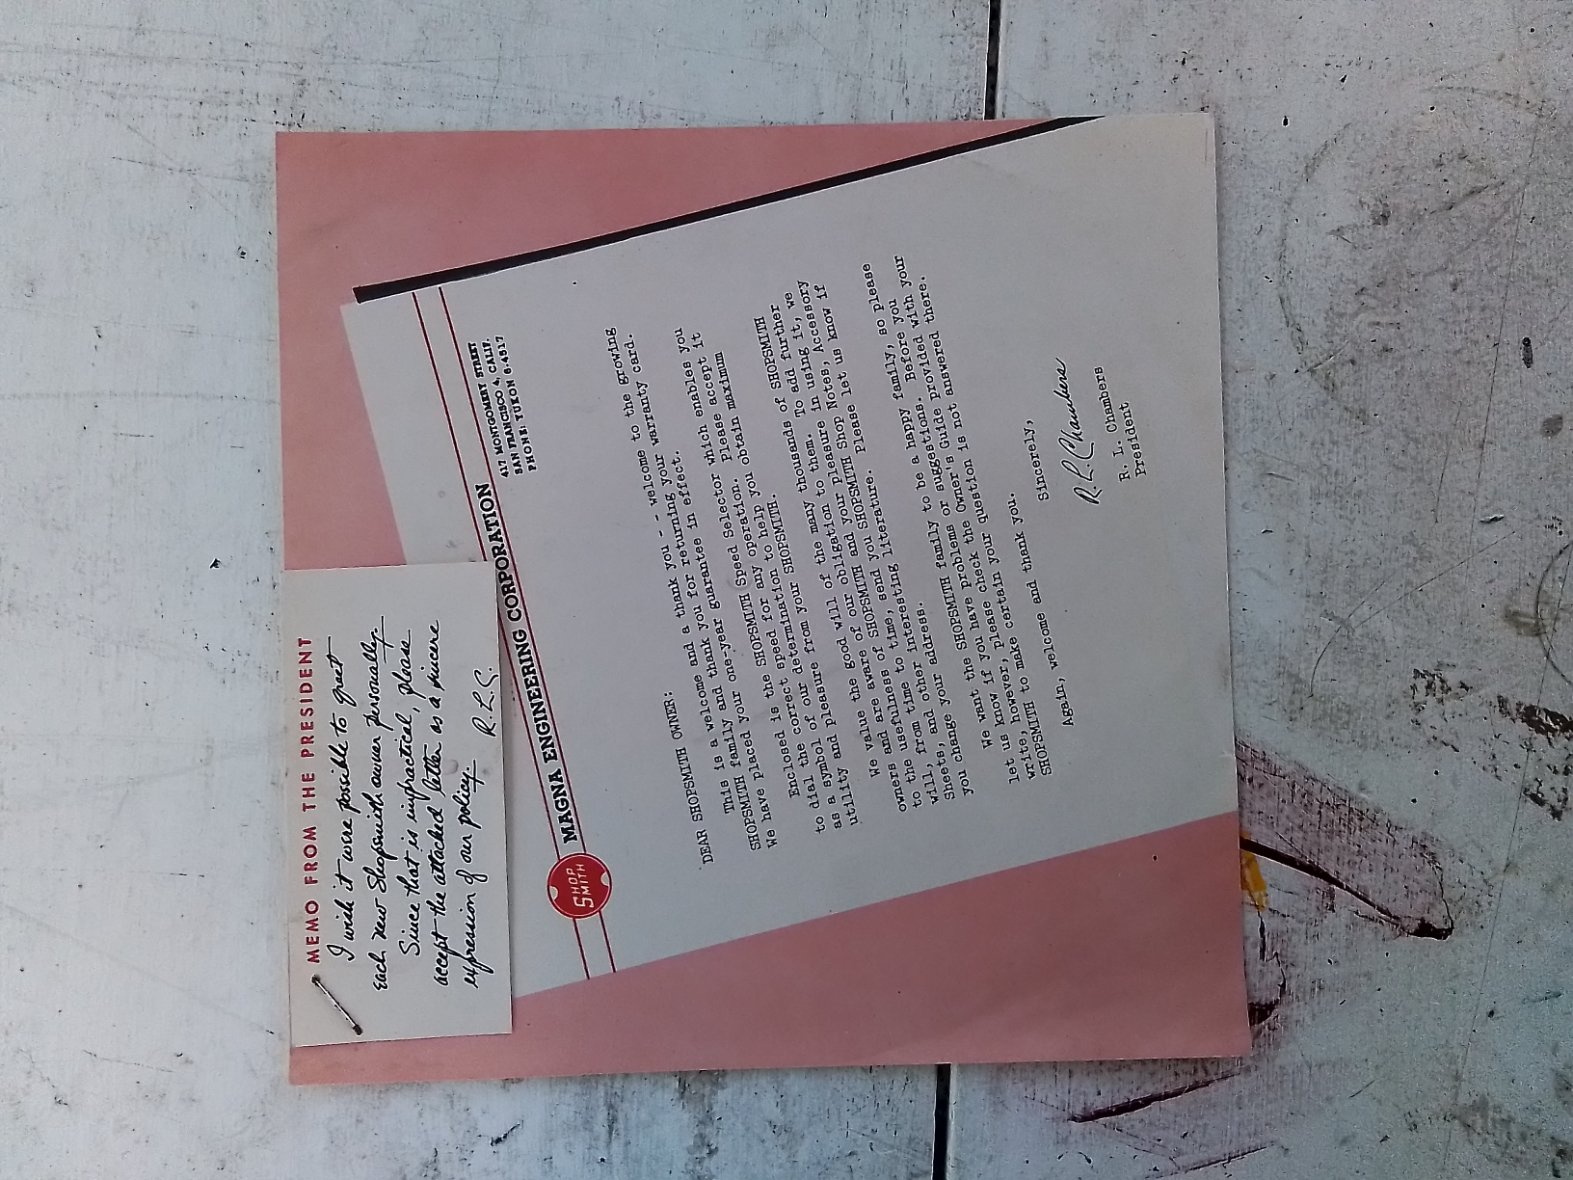 MEMO FROM THE PRESIDENT
I wish it were possible to greet
each new Shopsmith owner personally.
Since that is impractical, please
accept the attached letter as a sincere
expression of our policy.
R.L.C.
SHOP
SMITH
MAGNA ENGINEERING CORPORATION
417 MONTGOMERY STREET
SAN FRANCISCO 4, CALIF.
PHONE: YUKON 6-4517
DEAR SHOPSMITH OWNER:
This is a welcome and a thank you - - welcome to the growing
SHOPSMITH family and thank you for returning your warranty card.
We have placed your one-year guarantee in effect.
Enclosed is the SHOPSMITH Speed Selector which enables you
to dial the correct speed for any operation. Please accept it
as a symbol of our determination to help you obtain maximum
utility and pleasure from your SHOPSMITH.
We value the good will of the many thousands of SHOPSMITH
owners and are aware of our obligation to them. To add further
to the usefulness of SHOPSMITH and your pleasure in using it, we
will, from time to time, send you SHOPSMITH Shop Notes, Accessory
Sheets, and other interesting literature. Please let us know if
you change your address.
We want the SHOPSMITH family to be a happy family, so please
let us know if you have problems or suggestions. Before you
write, however, please check the Owner's Guide provided with your
SHOPSMITH to make certain your question is not answered there.
Again, welcome and thank you.
Sincerely,
R. L. Chambers
R. L. Chambers
President